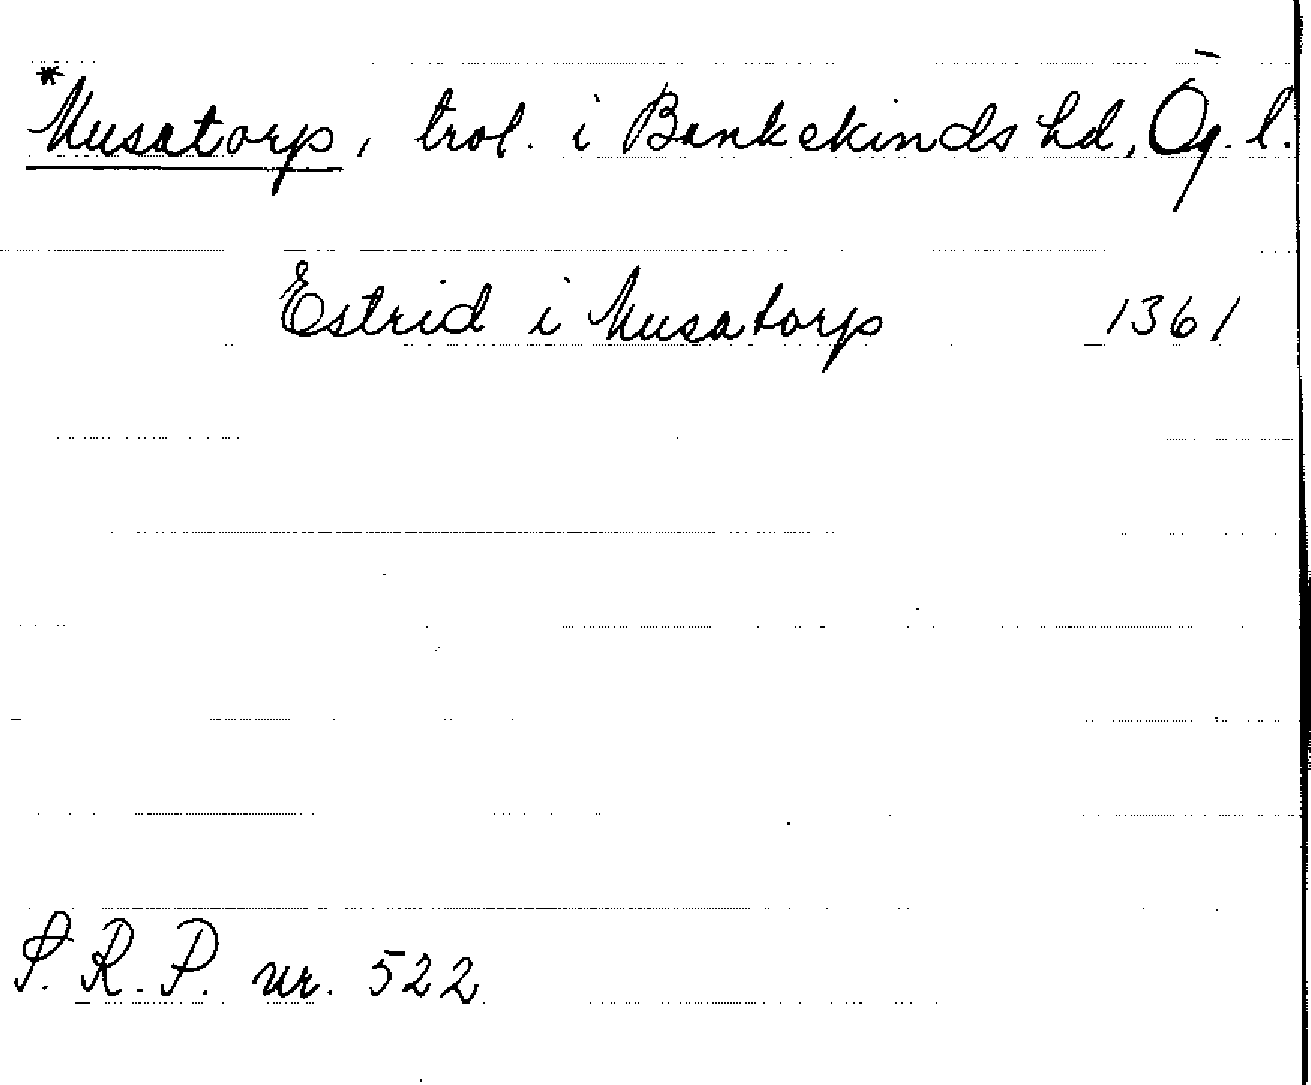 *Musatorp, trol. i Bankekinds hd, Ög. l.
Estrid i Musatorp 1361
S. R. P. nr. 522